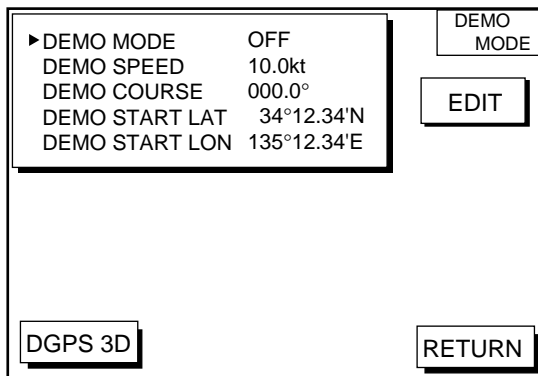 DEMO
MODE
▶DEMO MODE OFF
DEMO SPEED 10.0kt
DEMO COURSE 000.0°
DEMO START LAT 34°12.34'N
DEMO START LON 135°12.34'E
EDIT
DGPS 3D
RETURN